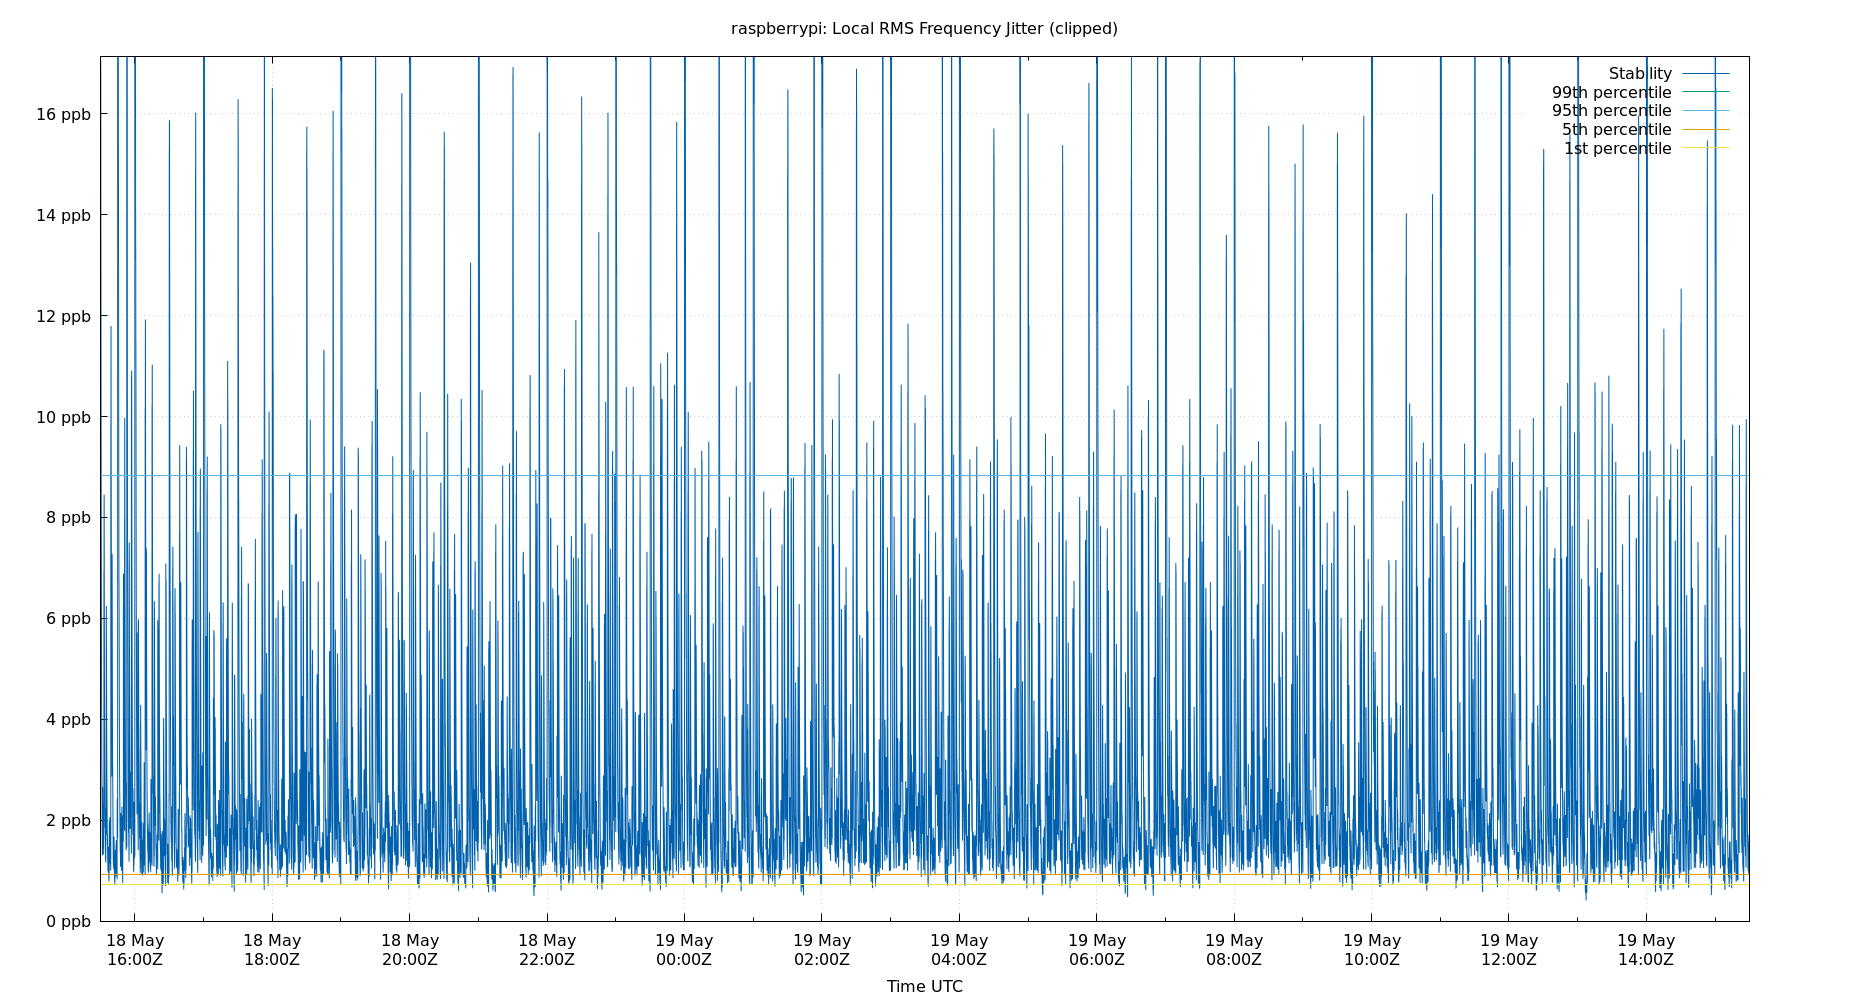 raspberrypi: Local RMS Frequency Jitter (clipped)
Stability
99th percentile
95th percentile
5th percentile
1st percentile
16 ppb
14 ppb
12 ppb
10 ppb
8 ppb
6 ppb
4 ppb
2 ppb
0 ppb
18 May 18 May 18 May 18 May 19 May 19 May 19 May 19 May 19 May 19 May 19 May 19 May
16:00Z 18:00Z 20:00Z 22:00Z 00:00Z 02:00Z 04:00Z 06:00Z 08:00Z 10:00Z 12:00Z 14:00Z
Time UTC